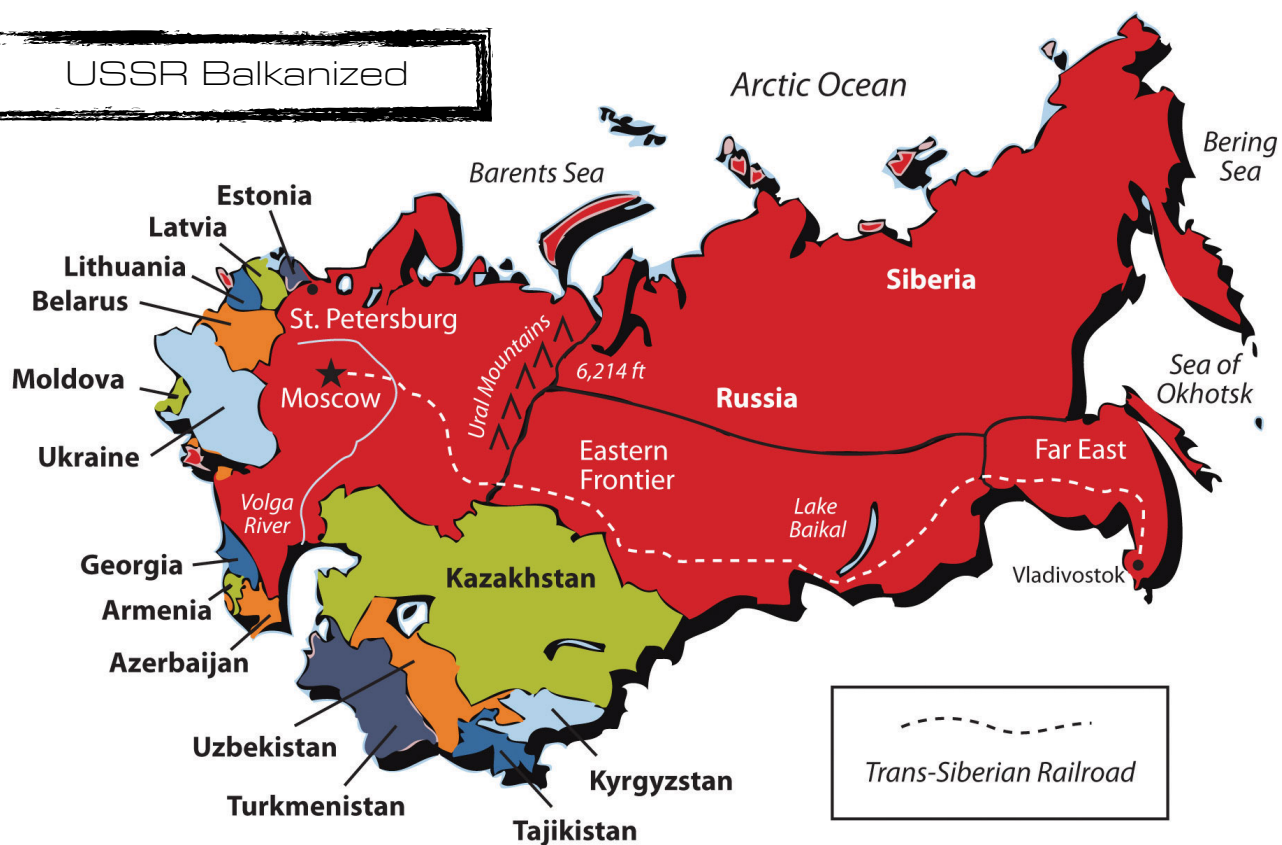 USSR Balkanized
Arctic Ocean
Bering
Sea
Barents Sea
Estonia
Latvia
Lithuania
Belarus
St. Petersburg
Siberia
Ural Mountains
6,214 ft
Sea of
Okhotsk
Moldova
Moscow
Russia
Ukraine
Eastern
Frontier
Far East
Volga
River
Lake
Baikal
Georgia
Kazakhstan
Vladivostok
Armenia
Azerbaijan
Uzbekistan
Turkmenistan
Kyrgyzstan
Tajikistan
Trans-Siberian Railroad